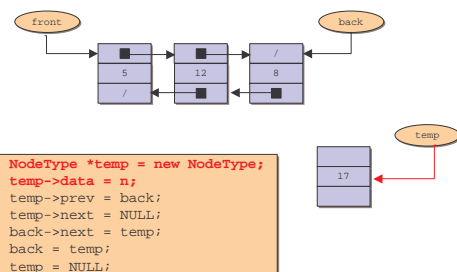 front
back
/
5
12
8
/
temp
17
NodeType *temp = new NodeType;
temp->data = n;
temp->prev = back;
temp->next = NULL;
back->next = temp;
back = temp;
temp = NULL;